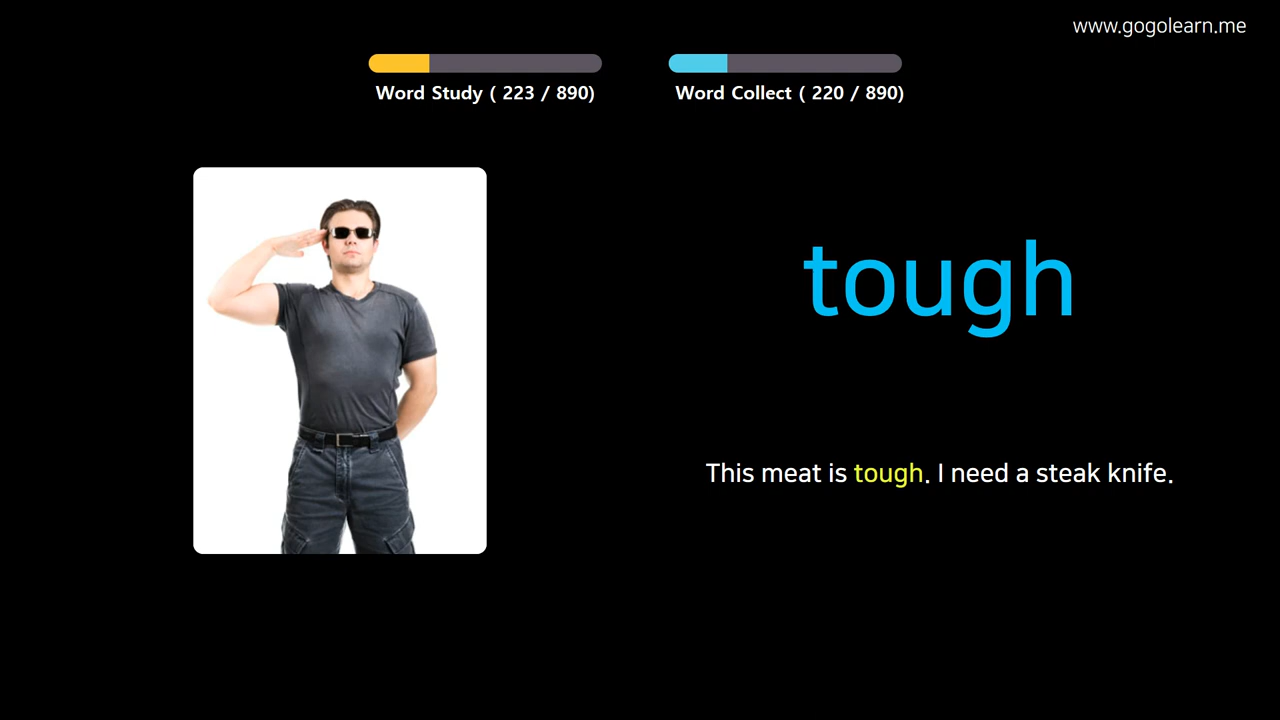 www.gogolearn.me
Word Study ( 223 / 890)
Word Collect ( 220 / 890)
tough
This meat is tough. I need a steak knife.